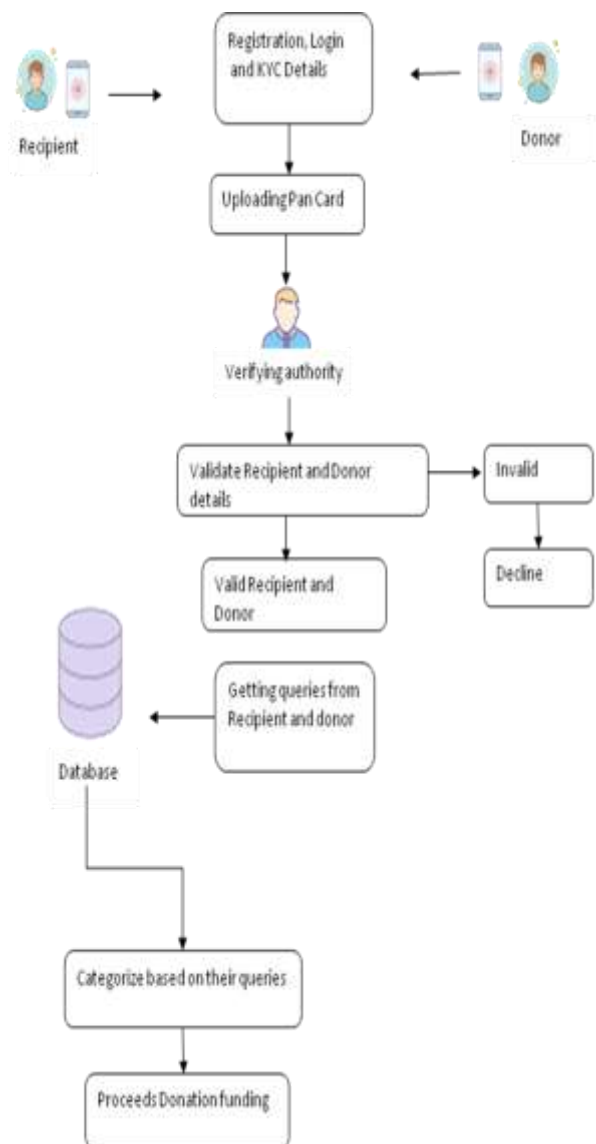 Registration, Login
and KYC Details
Recipient
Donor
Uploading Pan Card
Verifying authority
Validate Recipient and Donor
details
Invalid
Decline
Valid Recipient and
Donor
Getting queries from
Recipient and donor
Database
Categorize based on their queries
Proceeds Donation funding